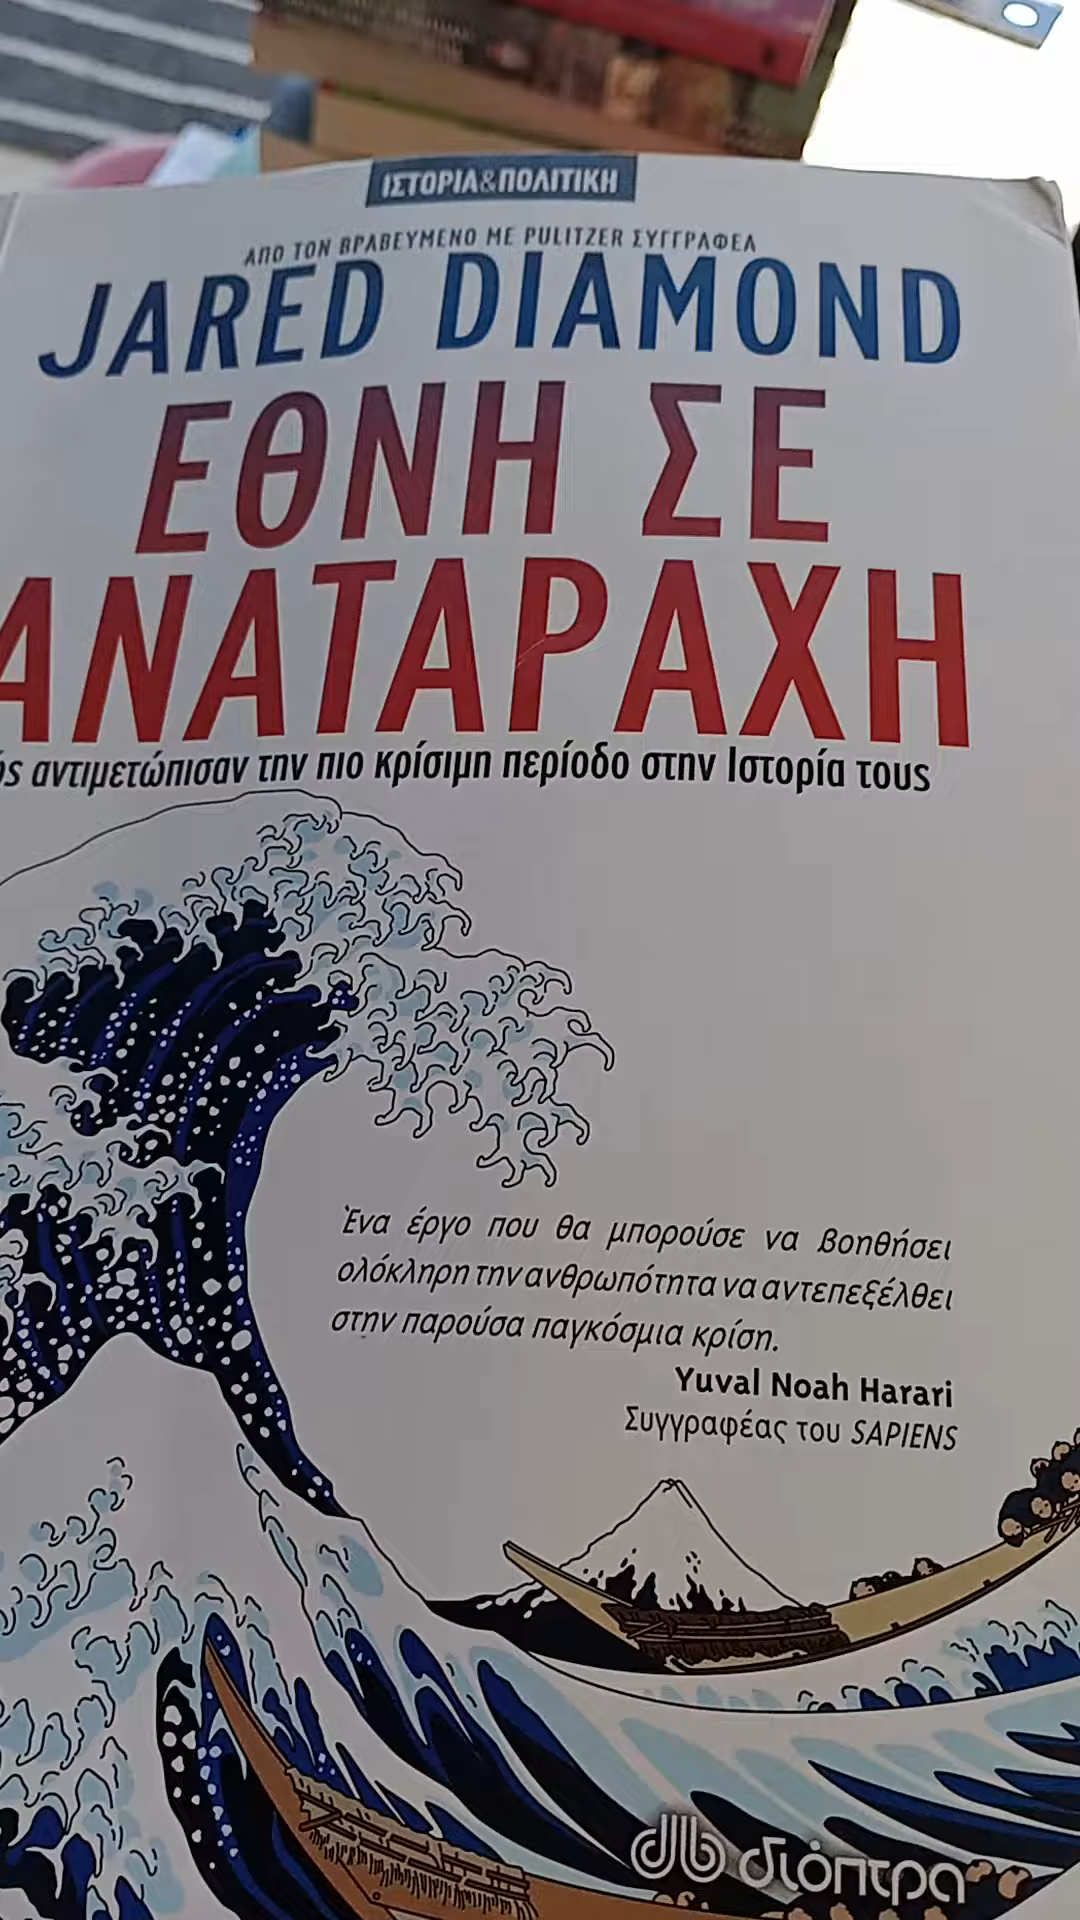 ΙΣΤΟΡΙΑ&ΠΟΛΙΤΙΚΗ
ΑΠΟ ΤΟΝ ΒΡΑΒΕΥΜΕΝΟ ΜΕ PULITZER ΣΥΓΓΡΑΦΕΑ
JARED DIAMOND
ΕΘΝΗ ΣΕ
ΑΝΑΤΑΡΑΧΗ
αντιμετώπισαν την πιο κρίσιμη περίοδο στην Ιστορία τους
Ένα έργο που θα μπορούσε να βοηθήσει
ολόκληρη την ανθρωπότητα να αντεπεξέλθει
στην παρούσα παγκόσμια κρίση.
Yuval Noah Harari
Συγγραφέας του SAPIENS
διόπτρα